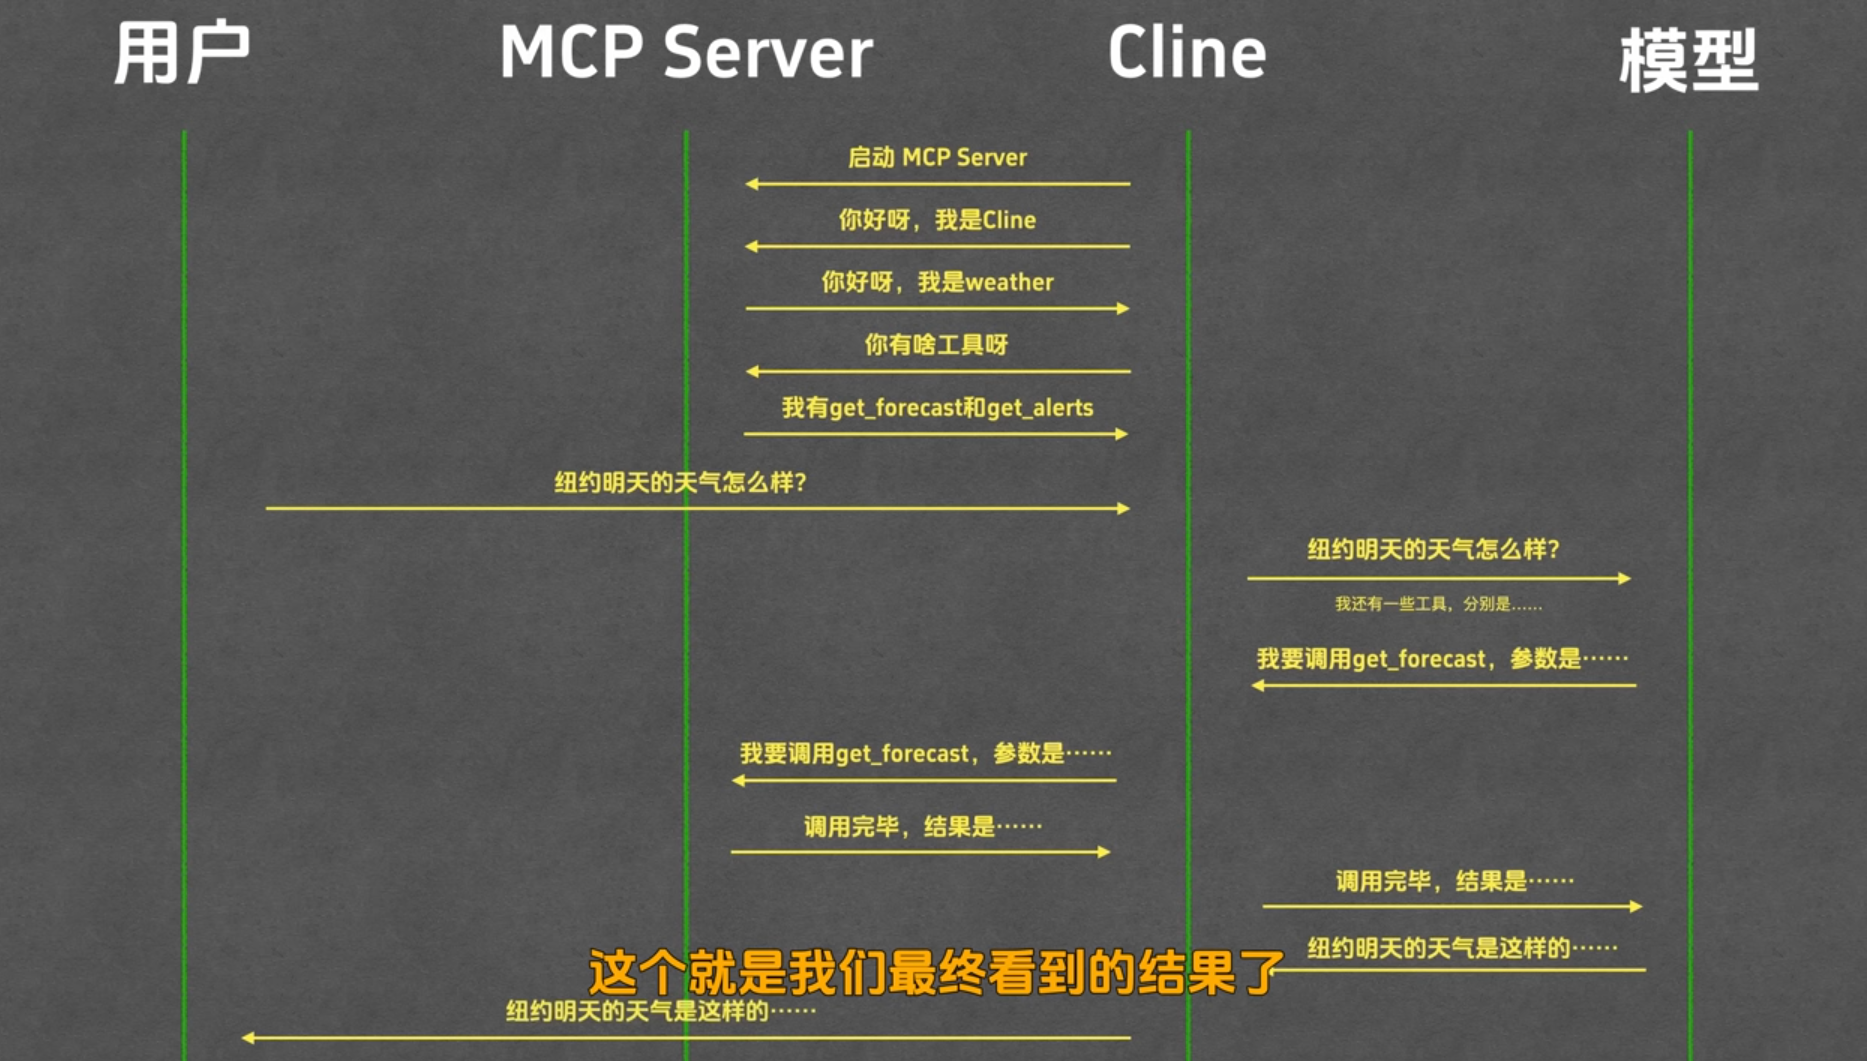 用户
MCP Server
Cline
模型
启动 MCP Server
你好呀，我是Cline
你好呀，我是weather
你有啥工具呀
我有get_forecast和get_alerts
纽约明天的天气怎么样？
纽约明天的天气怎么样？
我还有一些工具，分别是……
我要调用get_forecast，参数是……
我要调用get_forecast，参数是……
调用完毕，结果是……
调用完毕，结果是……
纽约明天的天气是这样的……
这个就是我们最终看到的结果了
纽约明天的天气是这样的……